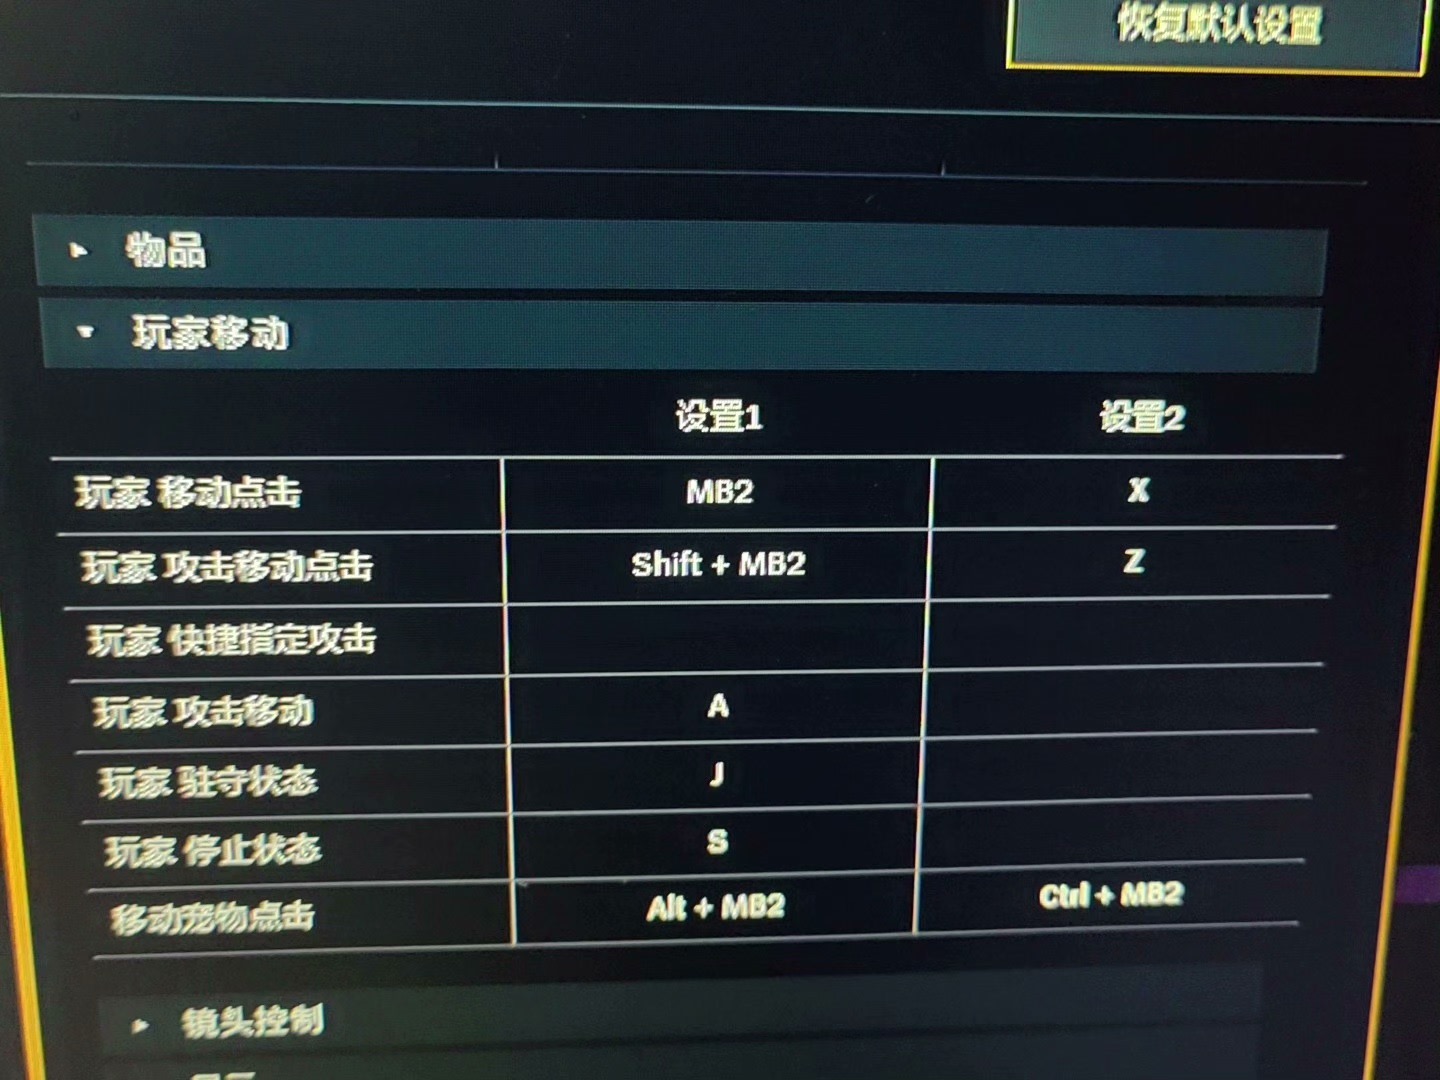 恢复默认设置
物品
玩家移动
设置1 设置2
玩家 移动点击 MB2 X
玩家 攻击移动点击 Shift + MB2 Z
玩家 快捷指定攻击
玩家 攻击移动 A
玩家 驻守状态 J
玩家 停止状态 S
移动宠物点击 Alt + MB2 Ctrl + MB2
镜头控制